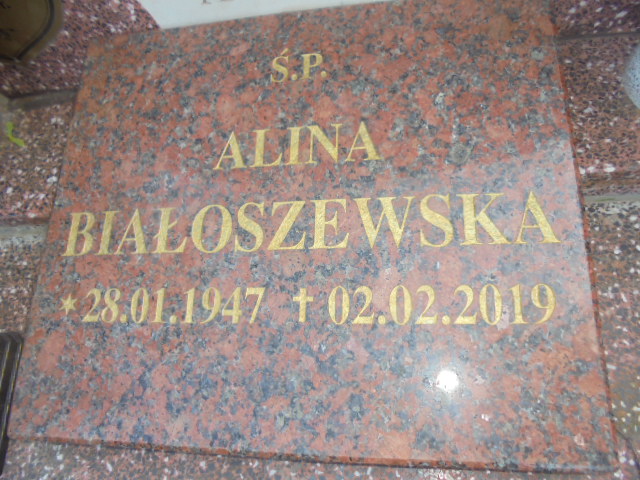 Ś.P.
ALINA
BIAŁOSZEWSKA
*28.01.1947 †02.02.2019